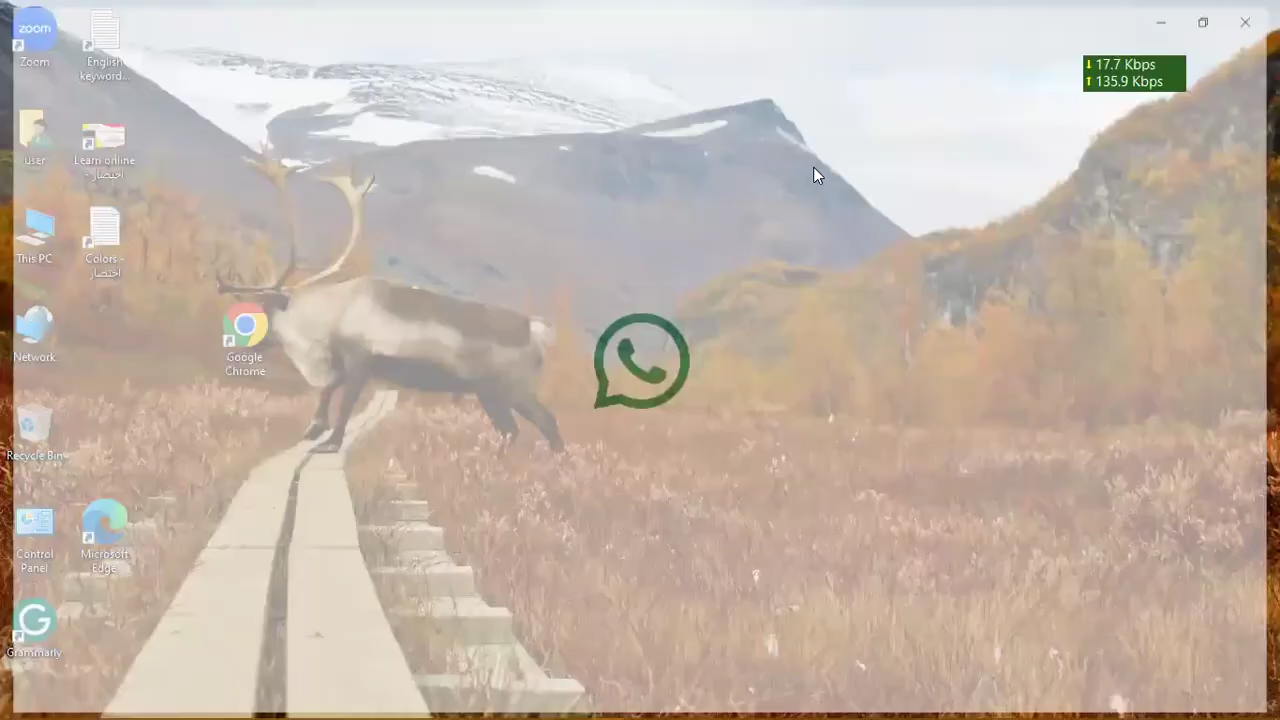 zoom
Zoom
English
keyword...
17.7 Kbps
135.9 Kbps
user
Learn online
- اختصار
This PC
Colors -
اختصار
Network
Google
Chrome
Recycle Bin
Control
Panel
Microsoft
Edge
Grammarly